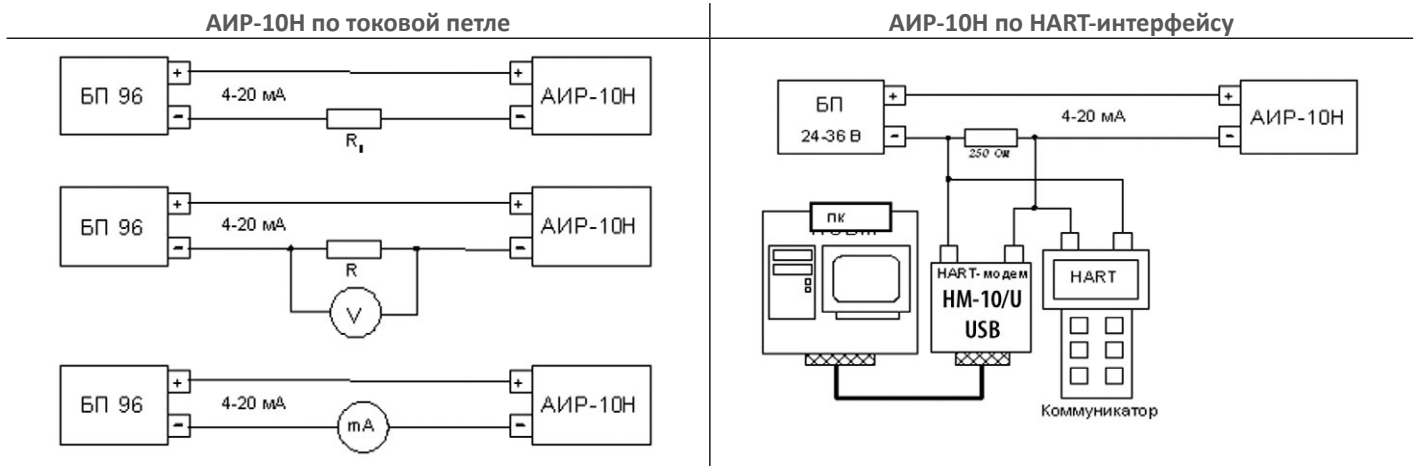 АИР-10Н по токовой петле
БП 96
+
4-20 мА
-
R
+
-
АИР-10Н
БП 96
+
4-20 мА
-
R
V
+
-
АИР-10Н
БП 96
+
4-20 мА
-
mA
+
-
АИР-10Н
АИР-10Н по HART-интерфейсу
БП
24-36 В
+
-
4-20 мА
250 Ом
+
-
АИР-10Н
ПК
HART-модем
HM-10/U
USB
HART
Коммуникатор